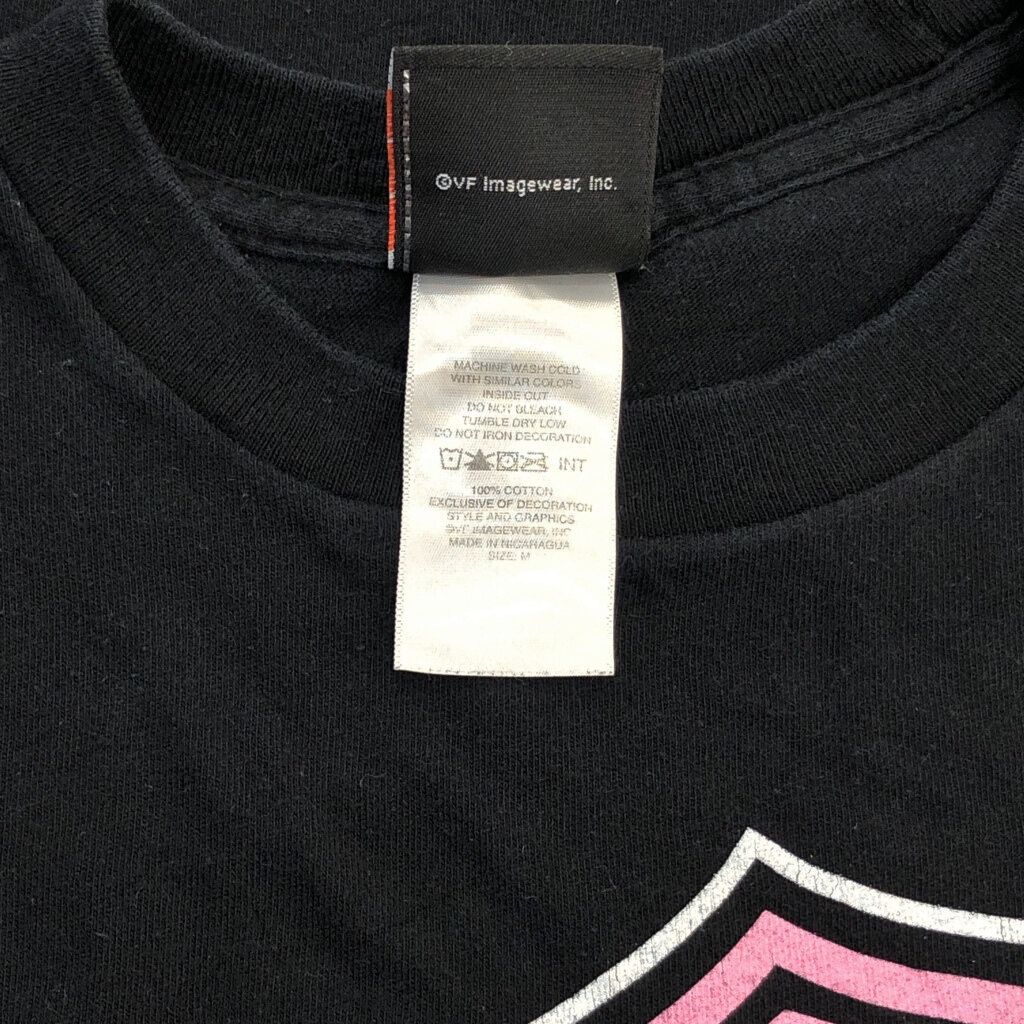 ©VF Imagewear, Inc.
MACHINE WASH COLD
WITH SIMILAR COLORS
INSIDE OUT
DO NOT BLEACH
TUMBLE DRY LOW
DO NOT IRON DECORATION
INT
100% COTTON
EXCLUSIVE OF DECORATION
STYLE AND GRAPHICS
©VF IMAGEWEAR, INC
MADE IN NICARAGUA
SIZE: M